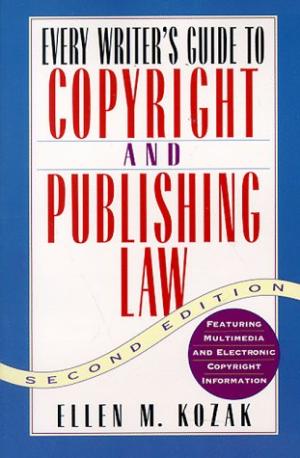 EVERY WRITER'S GUIDE TO
COPYRIGHT
AND
PUBLISHING
LAW
SECOND EDITION
FEATURING
MULTIMEDIA
AND ELECTRONIC
COPYRIGHT
INFORMATION
ELLEN M. KOZAK